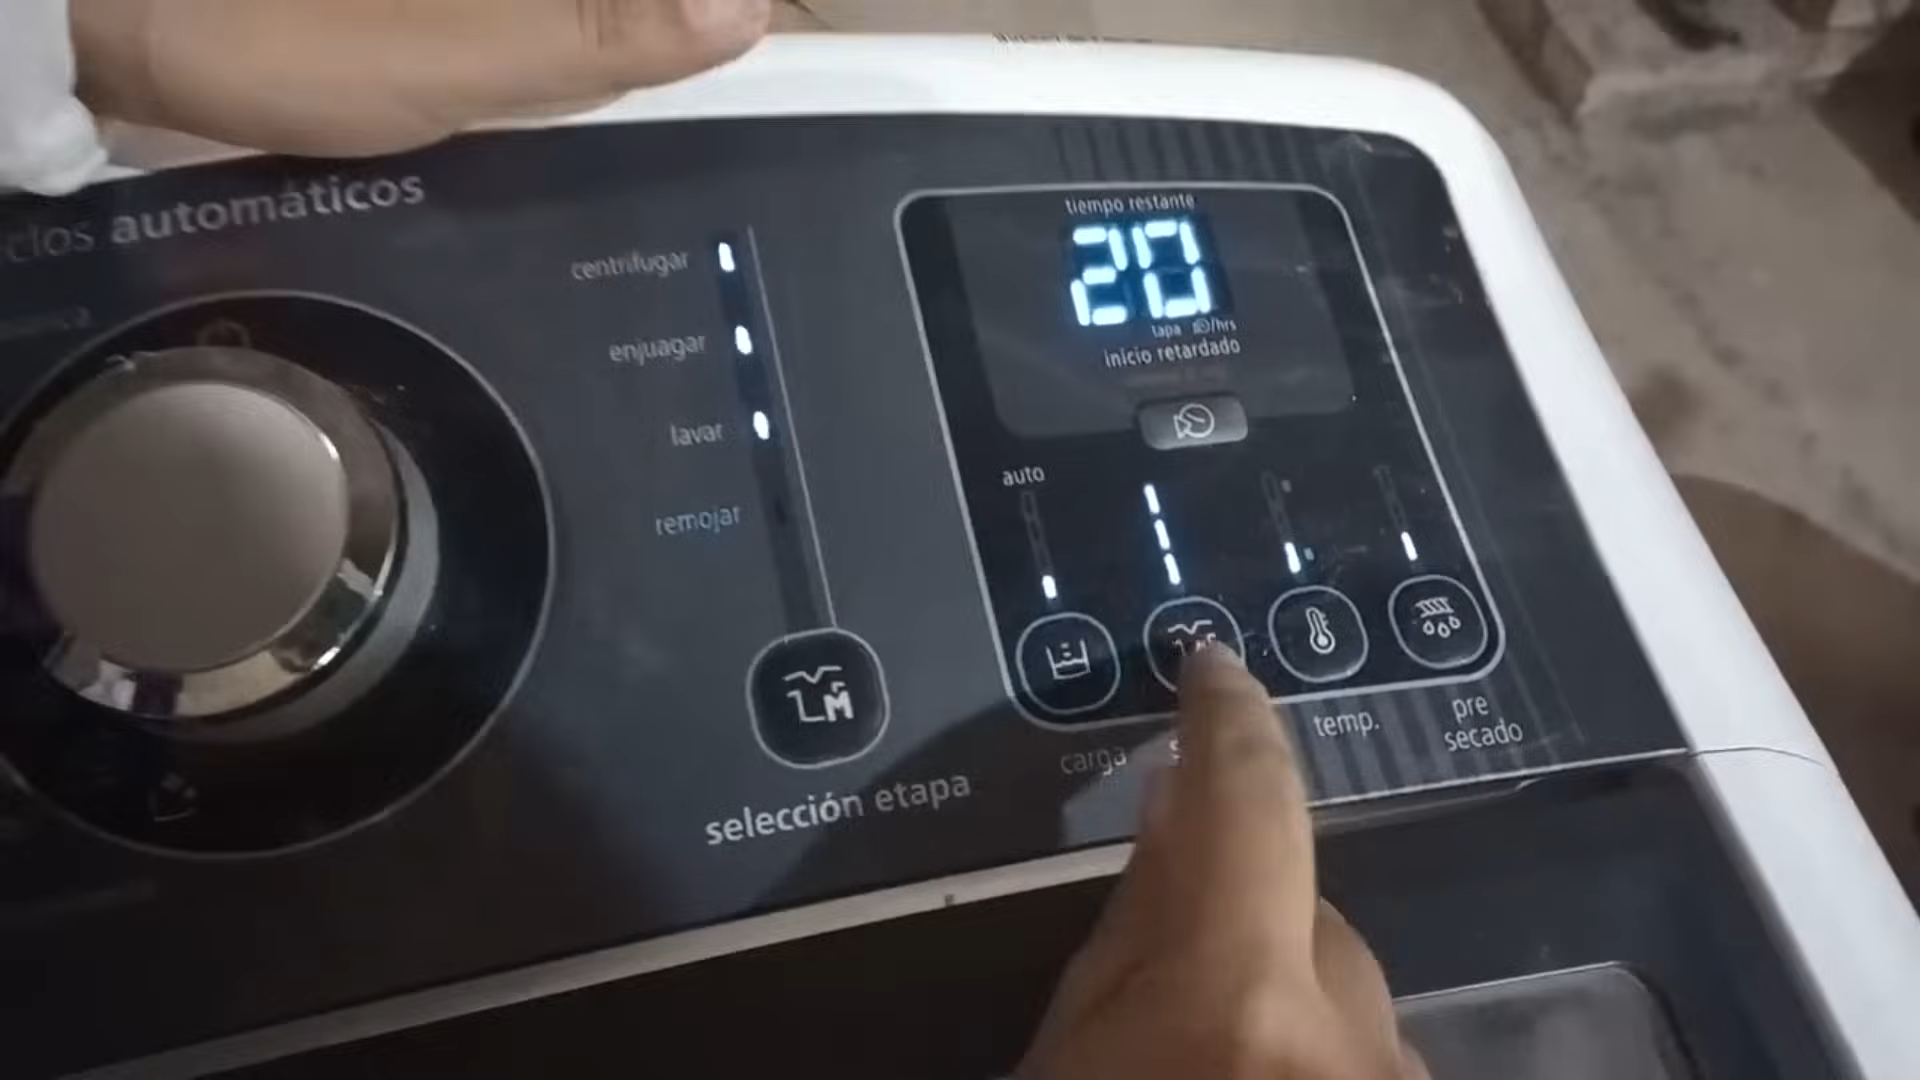 clos automáticos
centrifugar
enjuagar
lavar
remojar
selección etapa
tiempo restante
20
tapa /hrs
inicio retardado
auto
carga
temp.
pre
secado